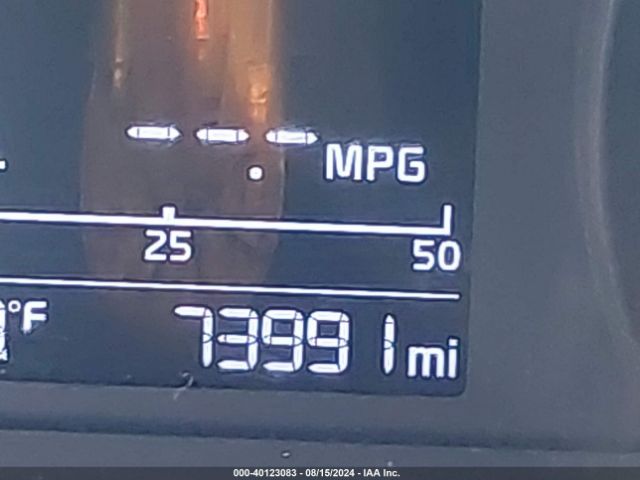 --.- MPG
25 50
°F 73991 mi
000-40123083 - 08/15/2024 - IAA Inc.